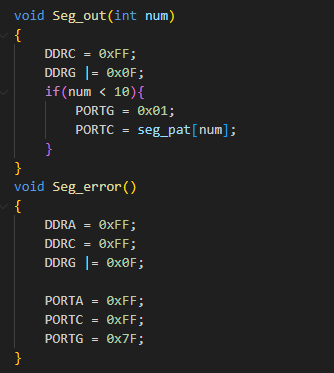 void Seg_out(int num)
{
    DDRC = 0xFF;
    DDRG |= 0x0F;
    if(num < 10){
        PORTG = 0x01;
        PORTC = seg_pat[num];
    }
}
void Seg_error()
{
    DDRA = 0xFF;
    DDRC = 0xFF;
    DDRG |= 0x0F;

    PORTA = 0xFF;
    PORTC = 0xFF;
    PORTG = 0x7F;
}